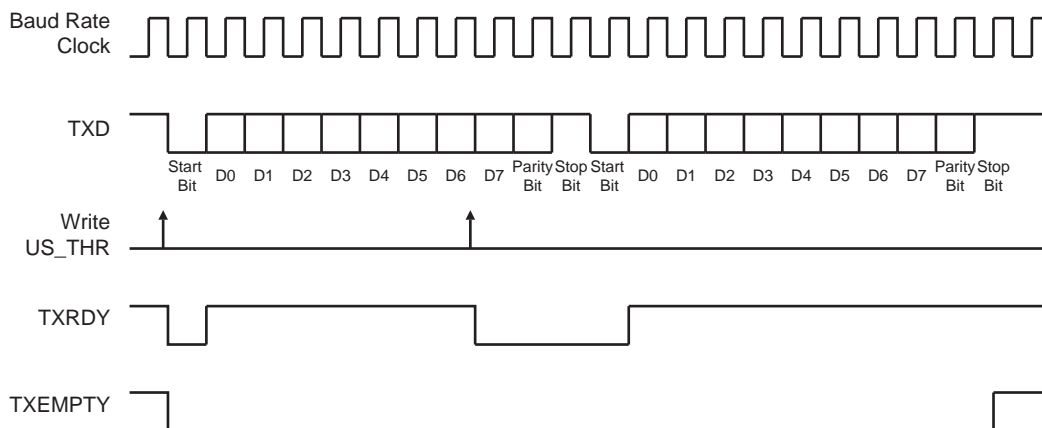 Baud Rate
Clock
TXD
Start D0 D1 D2 D3 D4 D5 D6 D7 Parity Stop Start D0 D1 D2 D3 D4 D5 D6 D7 Parity Stop
Bit Bit Bit Bit Bit Bit
Write
US_THR
TXRDY
TXEMPTY